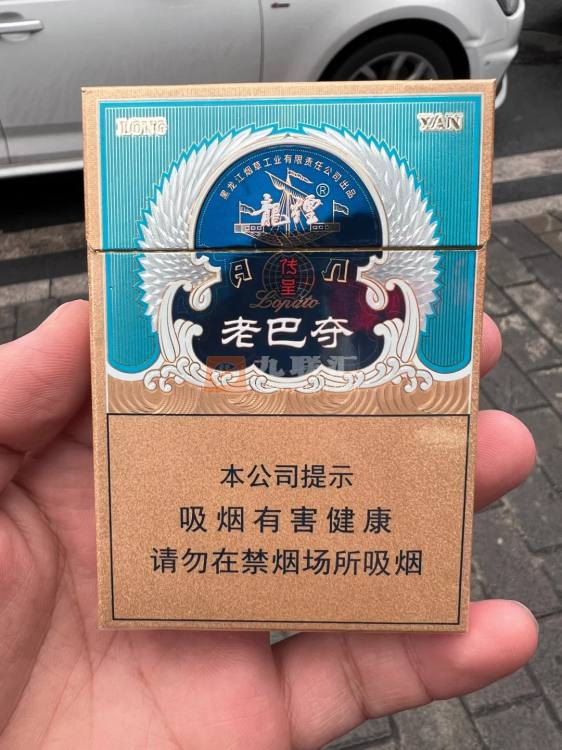 LONG YAN
黑龙江烟草工业有限责任公司出品
龍煙®
传
呈
Lopato
老巴夺
九联汇
本公司提示
吸烟有害健康
请勿在禁烟场所吸烟